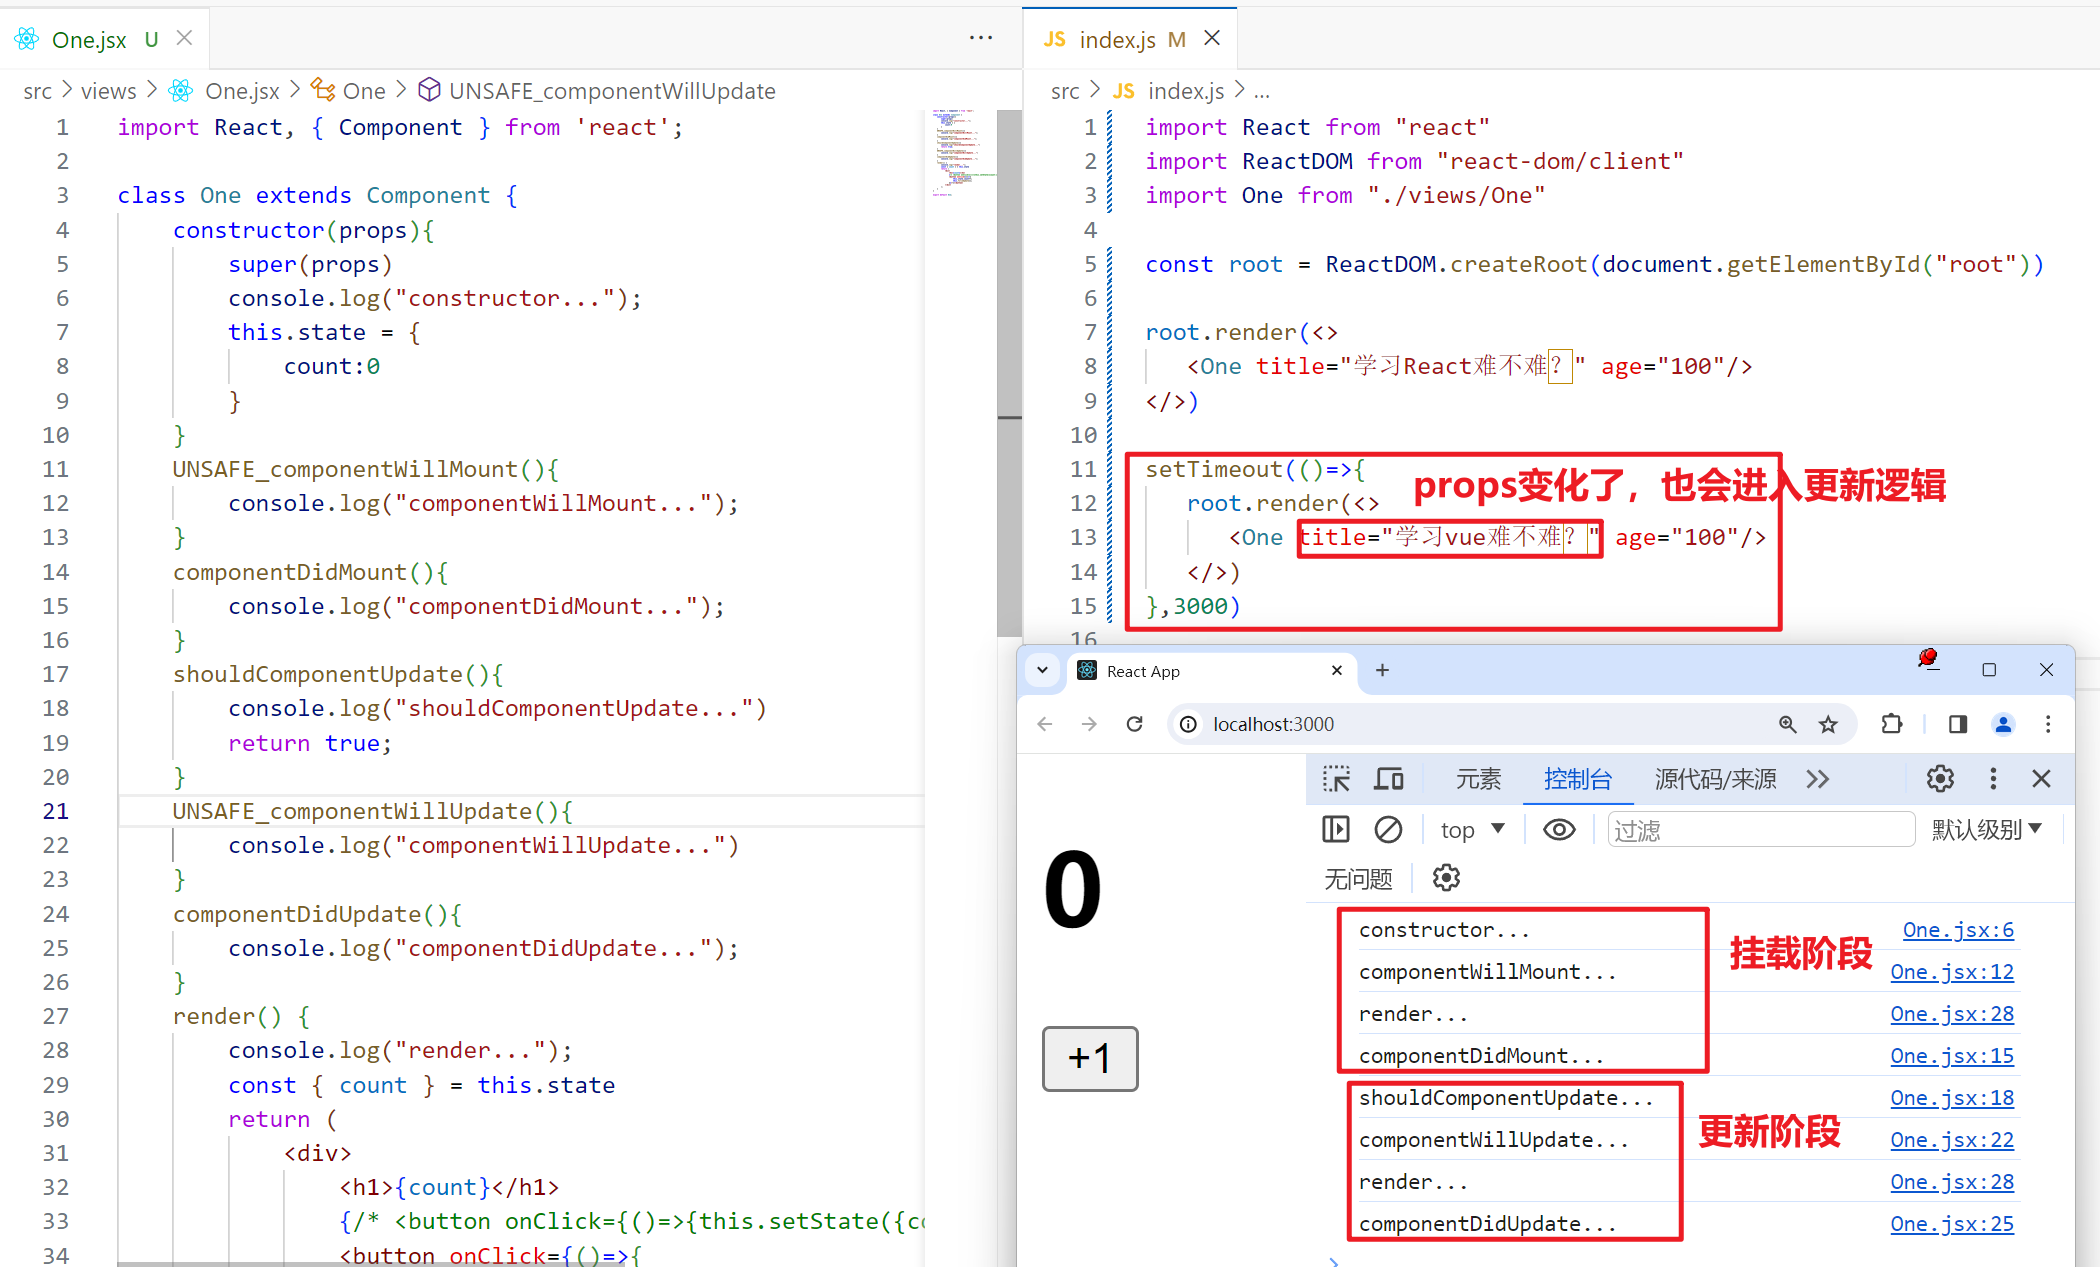 One.jsx U
src > views > One.jsx > One > UNSAFE_componentWillUpdate
1 import React, { Component } from 'react';
2
3 class One extends Component {
4 constructor(props){
5 super(props)
6 console.log("constructor...");
7 this.state = {
8 count:0
9 }
10 }
11 UNSAFE_componentWillMount(){
12 console.log("componentWillMount...");
13 }
14 componentDidMount(){
15 console.log("componentDidMount...");
16 }
17 shouldComponentUpdate(){
18 console.log("shouldComponentUpdate...")
19 return true;
20 }
21 UNSAFE_componentWillUpdate(){
22 console.log("componentWillUpdate...")
23 }
24 componentDidUpdate(){
25 console.log("componentDidUpdate...");
26 }
27 render() {
28 console.log("render...");
29 const { count } = this.state
30 return (
31 <div>
32 <h1>{count}</h1>
33 {/* <button onClick={()=>{this.setState({co
34 <button onClick={()=>{
JS index.js M
src > JS index.js > ...
1 import React from "react"
2 import ReactDOM from "react-dom/client"
3 import One from "./views/One"
4
5 const root = ReactDOM.createRoot(document.getElementById("root"))
6
7 root.render(<>
8 <One title="学习React难不难？" age="100"/>
9 </>)
10
11 setTimeout(()=>{
props变化了，也会进入更新逻辑
12 root.render(<>
13 <One title="学习vue难不难？" age="100"/>
14 </>)
15 },3000)
16
React App
localhost:3000
0
+1
元素 控制台 源代码/来源
top 过滤 默认级别
无问题
constructor... One.jsx:6
挂载阶段
componentWillMount... One.jsx:12
render... One.jsx:28
componentDidMount... One.jsx:15
shouldComponentUpdate... One.jsx:18
更新阶段
componentWillUpdate... One.jsx:22
render... One.jsx:28
componentDidUpdate... One.jsx:25